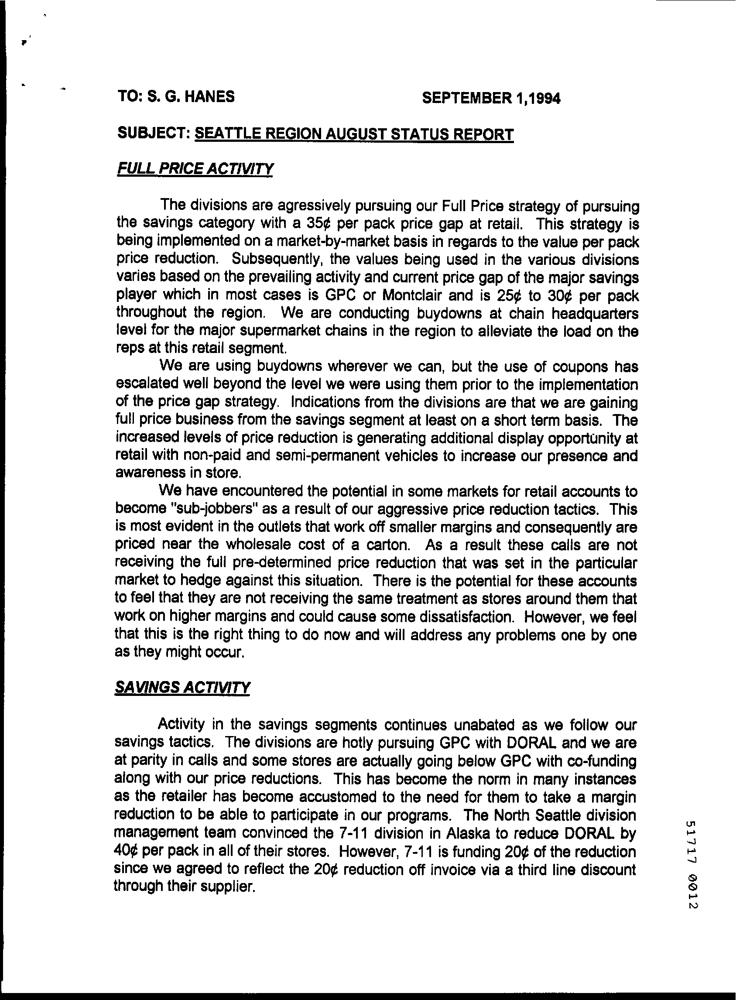 TO: S. G. HANES SEPTEMBER 1,1994
SUBJECT: SEATTLE REGION AUGUST STATUS REPORT
FULL PRICE ACTIVITY
The divisions are agressively pursuing our Full Price strategy of pursuing
the savings category with a 35¢ per pack price gap at retail. This strategy is
being implemented on a market-by-market basis in regards to the value per pack
price reduction. Subsequently, the values being used in the various divisions
varies based on the prevailing activity and current price gap of the major savings
player which in most cases is GPC or Montclair and is 25¢ to 30¢ per pack
throughout the region. We are conducting buydowns at chain headquarters
level for the major supermarket chains in the region to alleviate the load on the
reps at this retail segment.
We are using buydowns wherever we can, but the use of coupons has
escalated well beyond the level we were using them prior to the implementation
of the price gap strategy. Indications from the divisions are that we are gaining
full price business from the savings segment at least on a short term basis. The
increased levels of price reduction is generating additional display opportunity at
retail with non-paid and semi-permanent vehicles to increase our presence and
awareness in store.
We have encountered the potential in some markets for retail accounts to
become "sub-jobbers" as a result of our aggressive price reduction tactics. This
is most evident in the outlets that work off smaller margins and consequently are
priced near the wholesale cost of a carton. As a result these calls are not
receiving the full pre-determined price reduction that was set in the particular
market to hedge against this situation. There is the potential for these accounts
to feel that they are not receiving the same treatment as stores around them that
work on higher margins and could cause some dissatisfaction. However, we feel
that this is the right thing to do now and will address any problems one by one
as they might occur.
SAVINGS ACTIVITY
Activity in the savings segments continues unabated as we follow our
savings tactics. The divisions are hotly pursuing GPC with DORAL and we are
at parity in calls and some stores are actually going below GPC with co-funding
along with our price reductions. This has become the norm in many instances
as the retailer has become accustomed to the need for them to take a margin
reduction to be able to participate in our programs. The North Seattle division
management team convinced the 7-11 division in Alaska to reduce DORAL by
40¢ per pack in all of their stores. However, 7-11 is funding 20¢ of the reduction
since we agreed to reflect the 20¢ reduction off invoice via a third line discount
through their supplier.
51717 0012